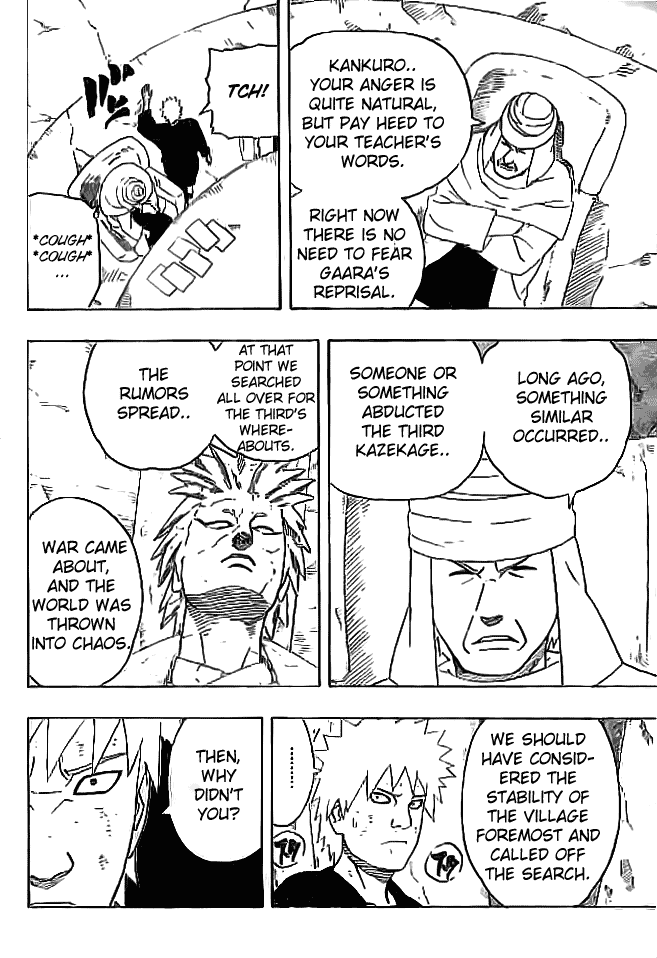 KANKURO..
YOUR ANGER IS
QUITE NATURAL,
BUT PAY HEED TO
YOUR TEACHER'S
WORDS.
RIGHT NOW
THERE IS NO
NEED TO FEAR
GAARA'S
REPRISAL.
TCH!
*COUGH*
*COUGH*
...
LONG AGO,
SOMETHING
SIMILAR
OCCURRED..
SOMEONE OR
SOMETHING
ABDUCTED
THE THIRD
KAZEKAGE..
AT THAT
POINT WE
SEARCHED
ALL OVER FOR
THE THIRD'S
WHERE-
ABOUTS.
THE
RUMORS
SPREAD..
WAR CAME
ABOUT,
AND THE
WORLD WAS
THROWN
INTO CHAOS.
WE SHOULD
HAVE CONSID-
ERED THE
STABILITY OF
THE VILLAGE
FOREMOST AND
CALLED OFF
THE SEARCH.
........
THEN,
WHY
DIDN'T
YOU?